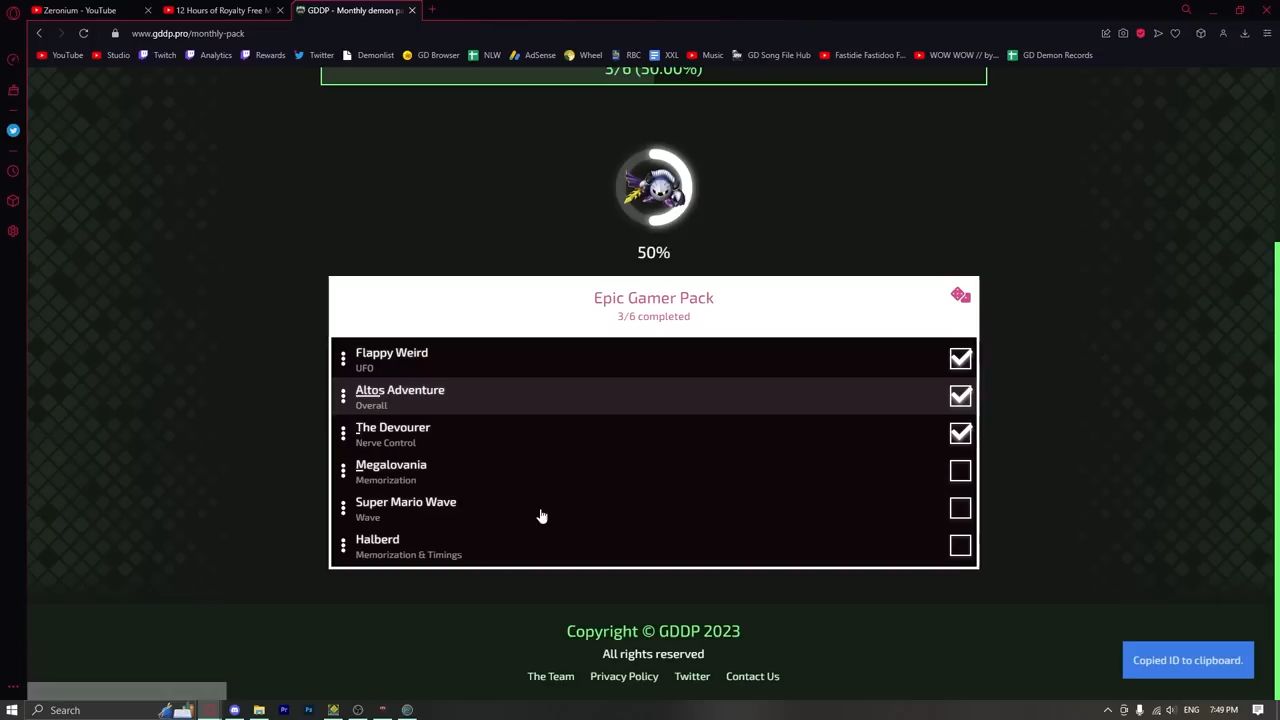 Zeronium - YouTube
12 Hours of Royalty Free M
GDDP - Monthly demon p
www.gddp.pro/monthly-pack
YouTube
Studio
Twitch
Analytics
Rewards
Twitter
Demonlist
GD Browser
NLW
AdSense
Wheel
RBC
XXL
Music
GD Song File Hub
Fastidie Fastidoo F...
WOW WOW // by...
GD Demon Records
3/6 (50.00%)
50%
Epic Gamer Pack
3/6 completed
Flappy Weird
UFO
Altos Adventure
Overall
The Devourer
Nerve Control
Megalovania
Memorization
Super Mario Wave
Wave
Halberd
Memorization & Timings
Copyright © GDDP 2023
All rights reserved
The Team
Privacy Policy
Twitter
Contact Us
Copied ID to clipboard.
Search
ENG
7:49 PM